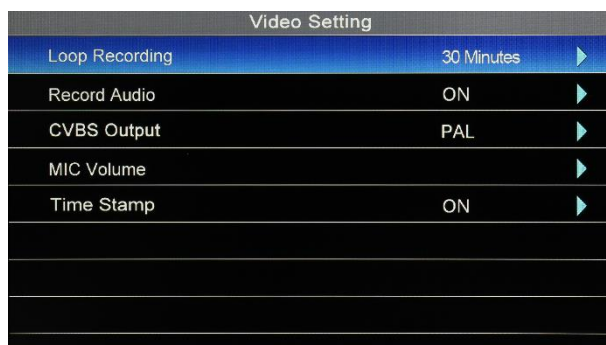 Video Setting
Loop Recording 30 Minutes
Record Audio ON
CVBS Output PAL
MIC Volume
Time Stamp ON